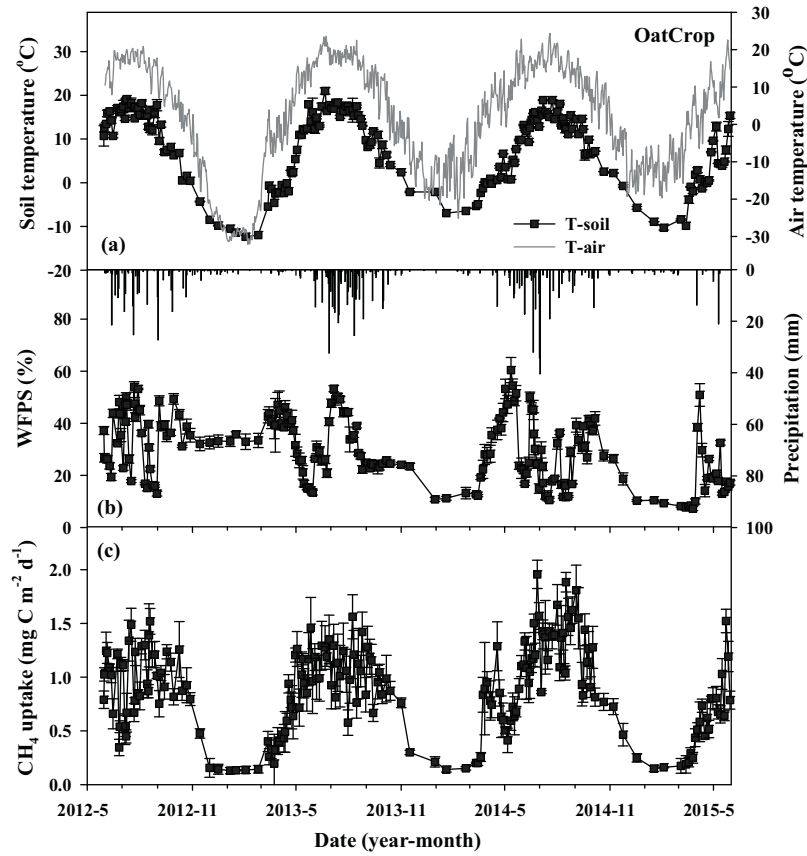 OatCrop
Soil temperature (⁰C)
30
20
10
0
-10
-20
Air temperature (⁰C)
30
20
10
0
-10
-20
-30
T-soil
T-air
(a)
WFPS (%)
80
60
40
20
0
Precipitation (mm)
0
20
40
60
80
100
(b)
(c)
CH₄ uptake (mg C m⁻² d⁻¹)
2.0
1.5
1.0
0.5
0.0
2012-5 2012-11 2013-5 2013-11 2014-5 2014-11 2015-5
Date (year-month)